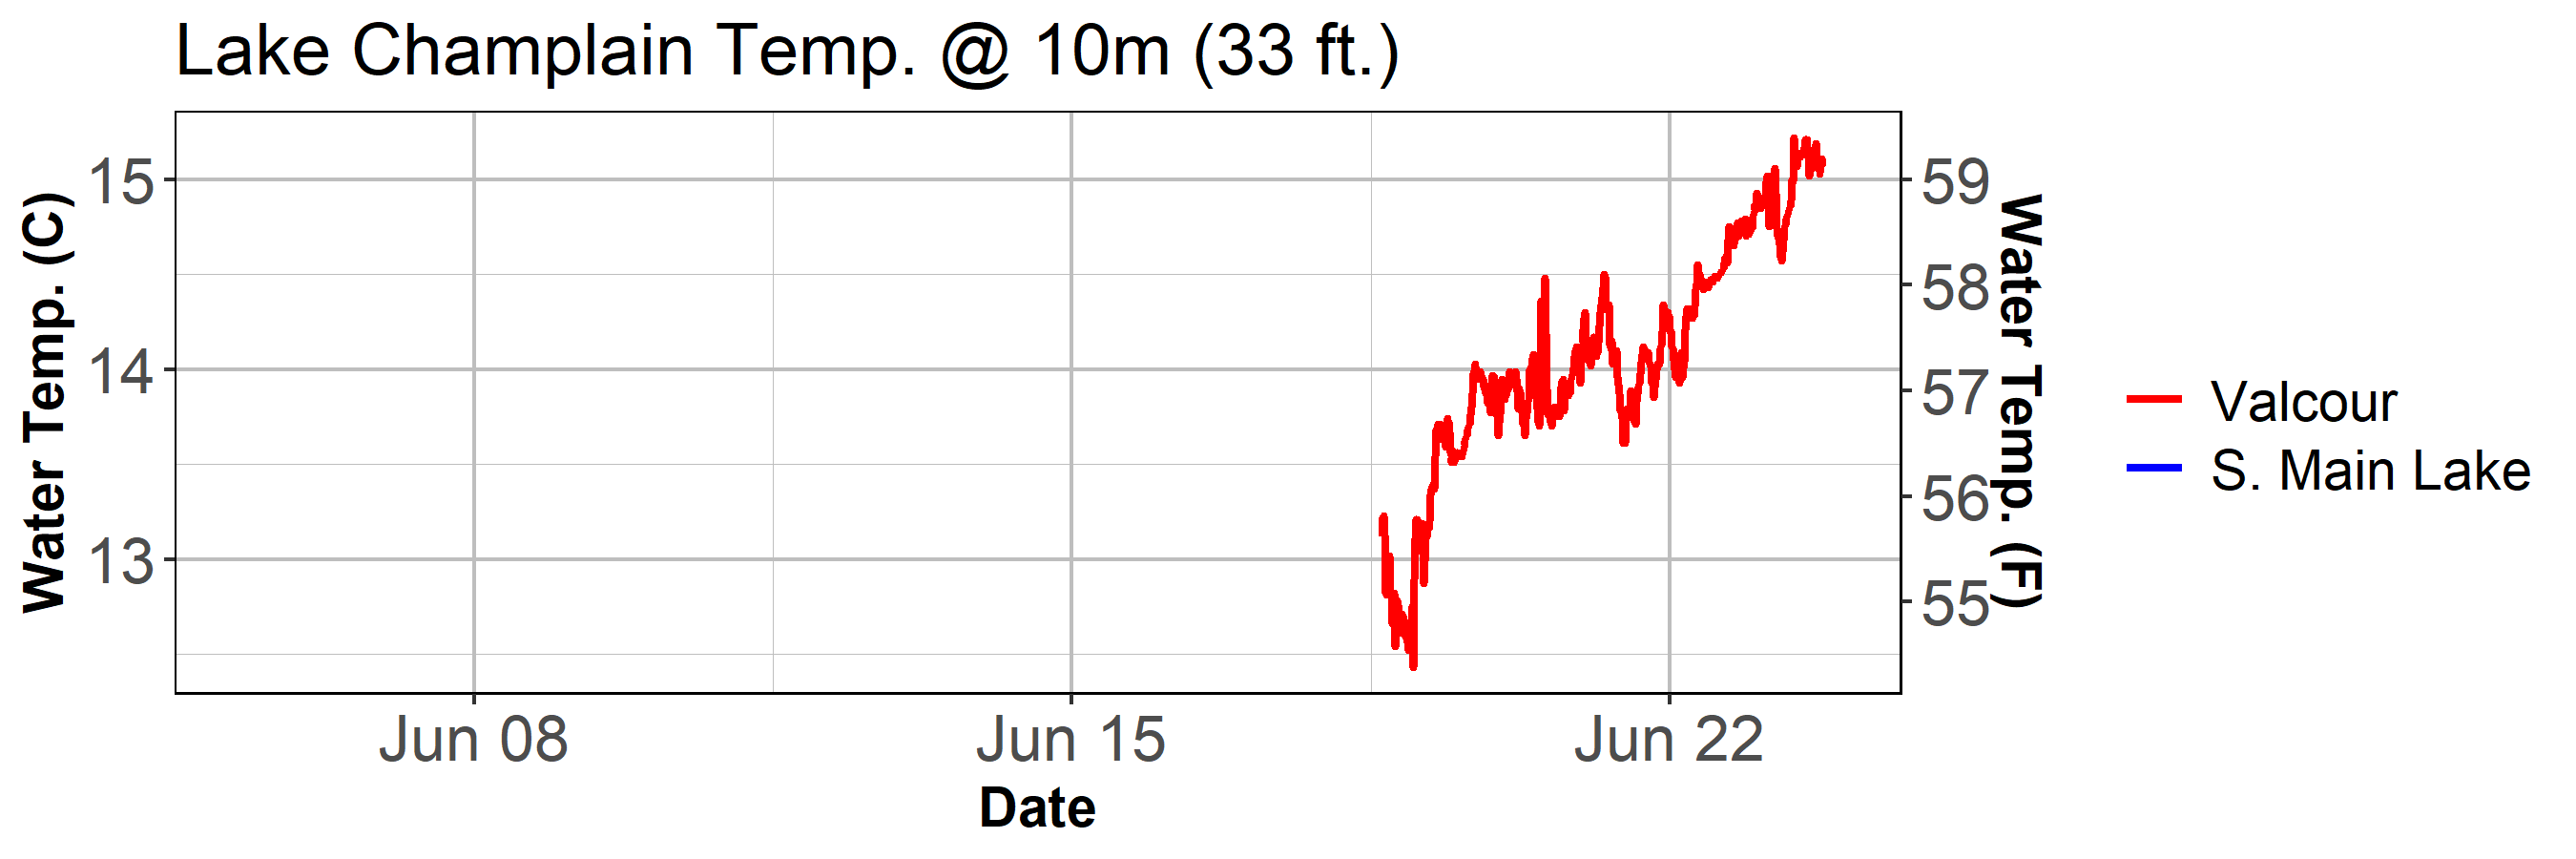 Lake Champlain Temp. @ 10m (33 ft.)
Water Temp. (C)
15
14
13
59
58
57
56
55
Water Temp. (F)
Jun 08
Jun 15
Jun 22
Date
Valcour
S. Main Lake